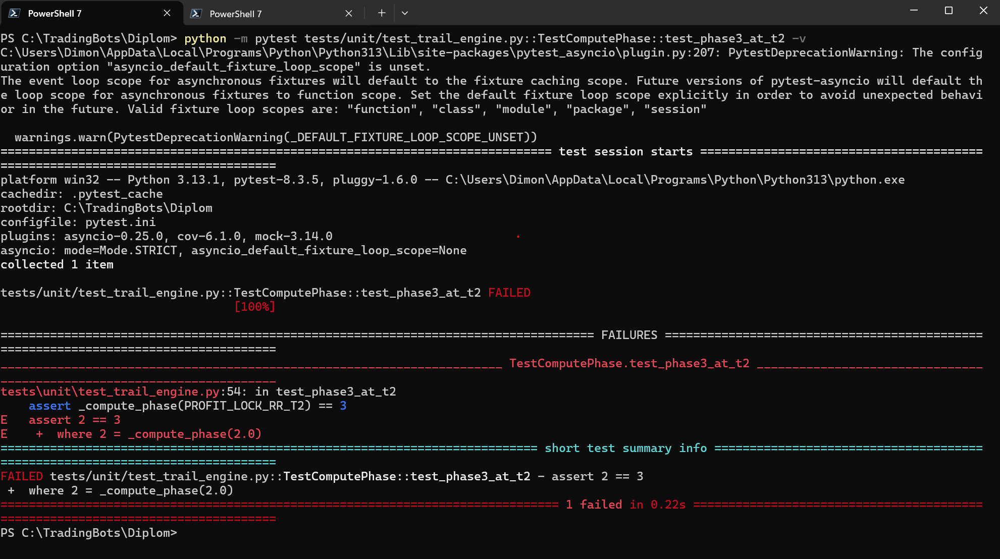 PowerShell 7
PowerShell 7
PS C:\TradingBots\Diplom> python -m pytest tests/unit/test_trail_engine.py::TestComputePhase::test_phase3_at_t2 -v
C:\Users\Dimon\AppData\Local\Programs\Python\Python313\Lib\site-packages\pytest_asyncio\plugin.py:207: PytestDeprecationWarning: The config
uration option "asyncio_default_fixture_loop_scope" is unset.
The event loop scope for asynchronous fixtures will default to the fixture caching scope. Future versions of pytest-asyncio will default th
e loop scope for asynchronous fixtures to function scope. Set the default fixture loop scope explicitly in order to avoid unexpected behavi
or in the future. Valid fixture loop scopes are: "function", "class", "module", "package", "session"
  warnings.warn(PytestDeprecationWarning(_DEFAULT_FIXTURE_LOOP_SCOPE_UNSET))
============================================================================== test session starts ========================================
=======================================
platform win32 -- Python 3.13.1, pytest-8.3.5, pluggy-1.6.0 -- C:\Users\Dimon\AppData\Local\Programs\Python\Python313\python.exe
cachedir: .pytest_cache
rootdir: C:\TradingBots\Diplom
configfile: pytest.ini
plugins: asyncio-0.25.0, cov-6.1.0, mock-3.14.0
asyncio: mode=Mode.STRICT, asyncio_default_fixture_loop_scope=None
collected 1 item
tests/unit/test_trail_engine.py::TestComputePhase::test_phase3_at_t2 FAILED
                                 [100%]
==================================================================================== FAILURES =============================================
=======================================
_______________________________________________________________________ TestComputePhase.test_phase3_at_t2 ________________________________
_______________________________________
tests\unit\test_trail_engine.py:54: in test_phase3_at_t2
    assert _compute_phase(PROFIT_LOCK_RR_T2) == 3
E   assert 2 == 3
E    +  where 2 = _compute_phase(2.0)
============================================================================ short test summary info ======================================
=======================================
FAILED tests/unit/test_trail_engine.py::TestComputePhase::test_phase3_at_t2 - assert 2 == 3
 +  where 2 = _compute_phase(2.0)
=============================================================================== 1 failed in 0.22s =========================================
=======================================
PS C:\TradingBots\Diplom>